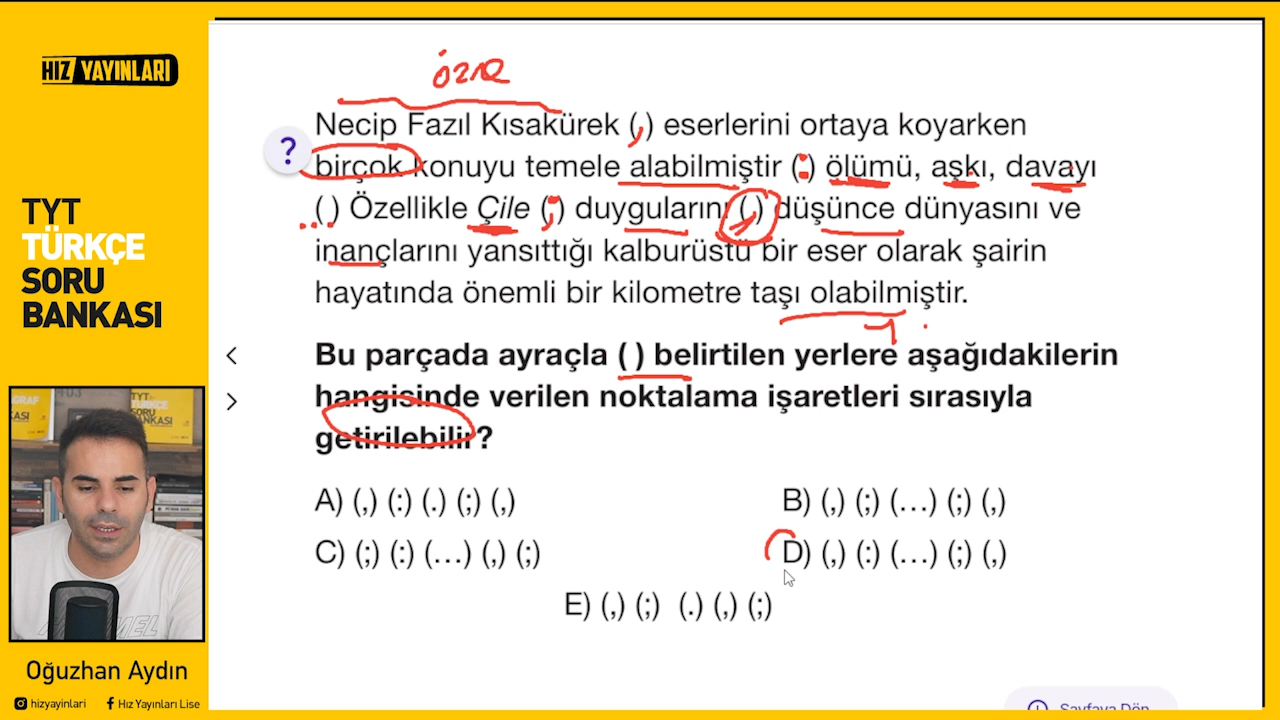 HIZ YAYINLARI
TYT
TÜRKÇE
SORU
BANKASI
Oğuzhan Aydın
hizyayinlari Hız Yayınları Lise
özne
Necip Fazıl Kısakürek (,) eserlerini ortaya koyarken
?
birçok konuyu temele alabilmiştir (:) ölümü, aşkı, davayı
(...) Özellikle Çile (;) duygularını (,) düşünce dünyasını ve
inançlarını yansıttığı kalburüstü bir eser olarak şairin
hayatında önemli bir kilometre taşı olabilmiştir.
Bu parçada ayraçla ( ) belirtilen yerlere aşağıdakilerin
hangisinde verilen noktalama işaretleri sırasıyla
getirilebilir?
A) (,) (:) (.) (;) (,)
B) (,) (;) (...) (;) (,)
C) (;) (:) (...) (,) (;)
D) (,) (:) (...) (;) (,)
E) (,) (;) (.) (,) (;)